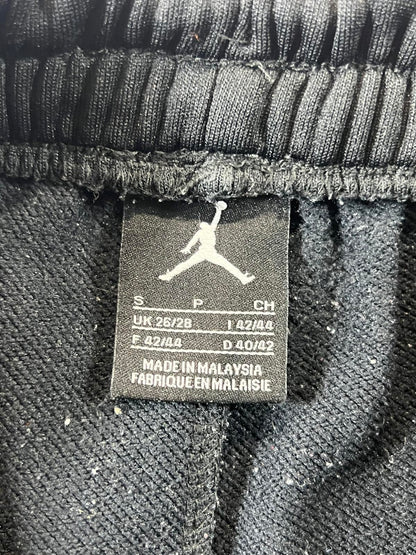 S P CH
UK 26/28 I 42/44
F 42/44 D 40/42
MADE IN MALAYSIA
FABRIQUE EN MALAISIE